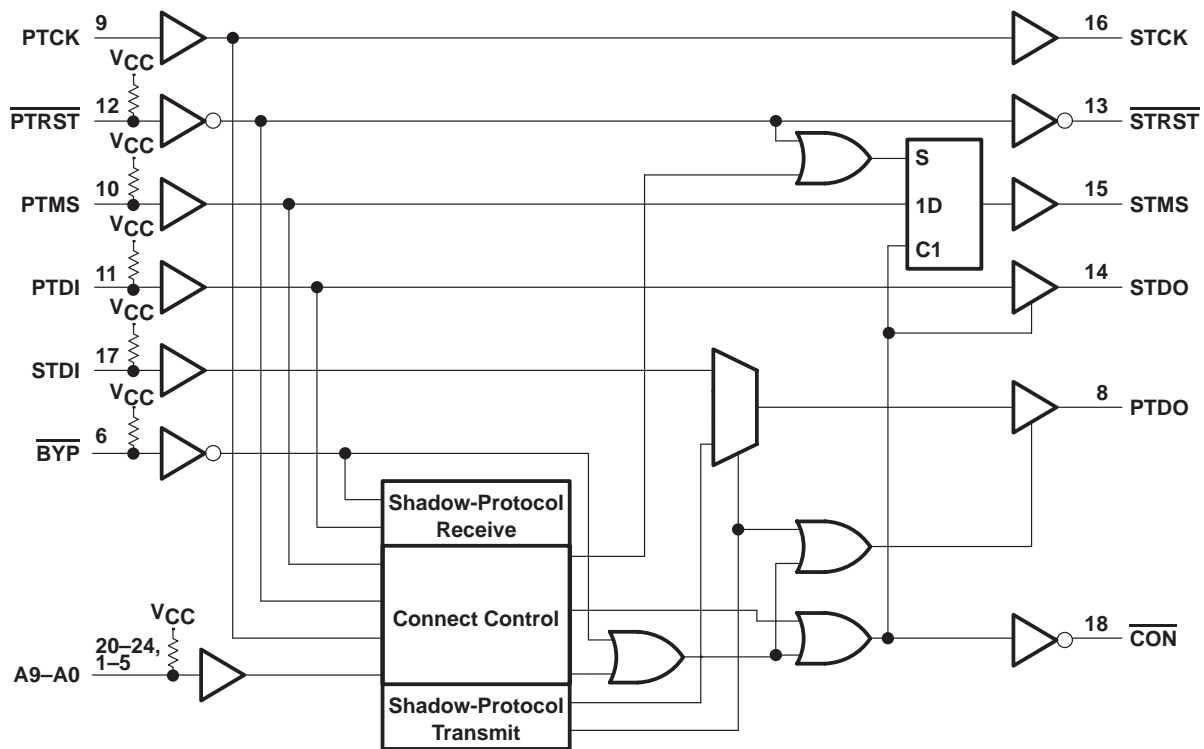 9
PTCK
16
STCK
VCC
12
PTRST
13
STRST
VCC
S
10
PTMS
1D
15
STMS
VCC
C1
11
PTDI
14
STDO
VCC
17
STDI
VCC
8
PTDO
6
BYP
Shadow-Protocol
Receive
Connect Control
VCC
20–24,
1–5
A9–A0
18
CON
Shadow-Protocol
Transmit